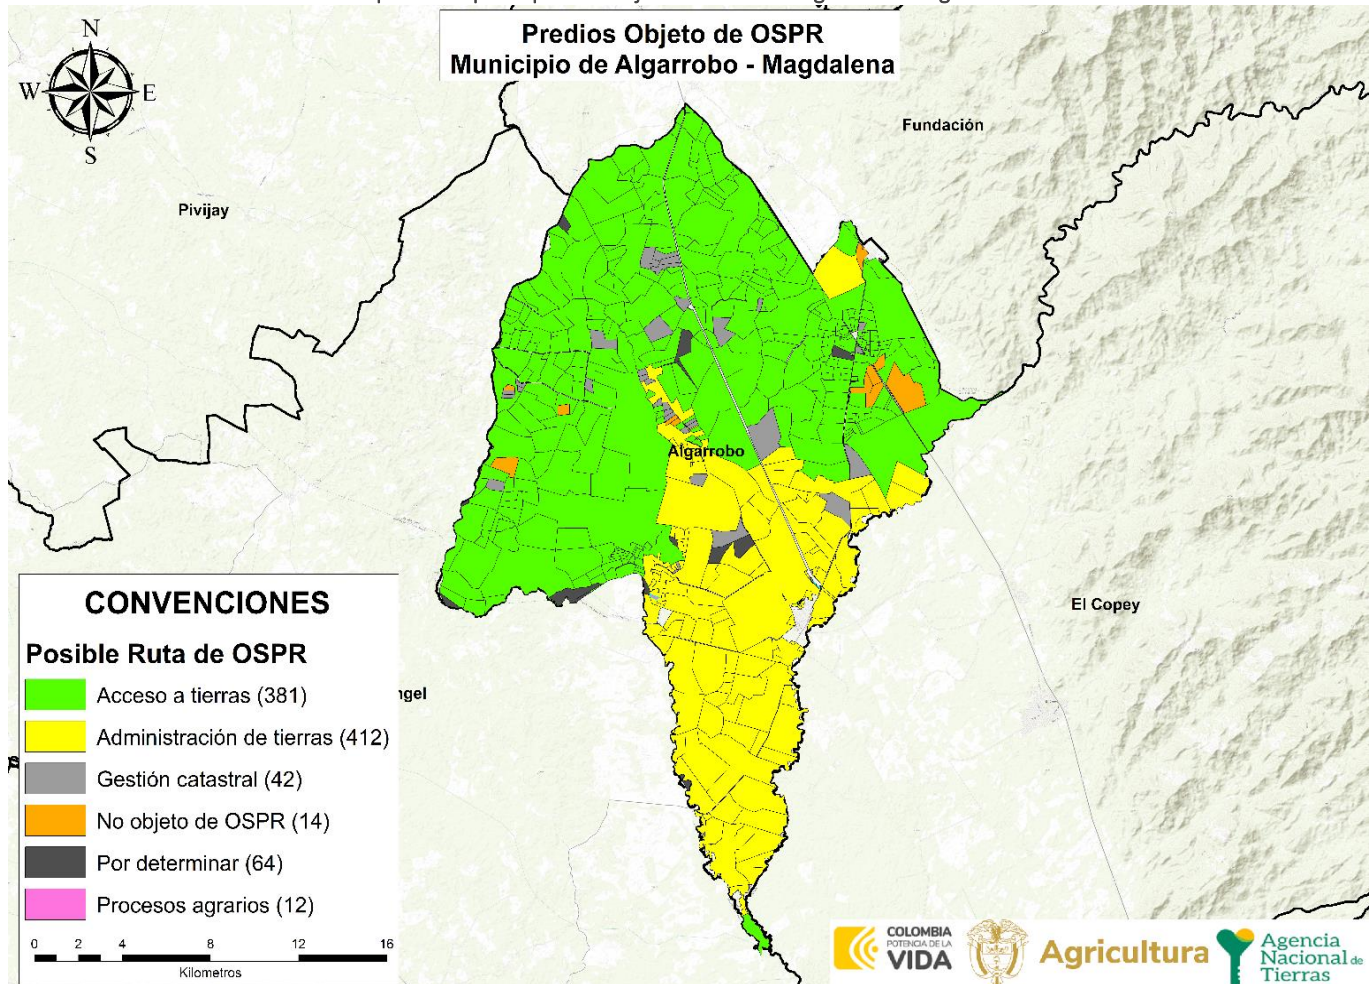 Predios Objeto de OSPR
Municipio de Algarrobo - Magdalena
N
W
E
S
Fundación
Pivijay
Algarrobo
El Copey
ngel
CONVENCIONES
Posible Ruta de OSPR
Acceso a tierras (381)
Administración de tierras (412)
Gestión catastral (42)
No objeto de OSPR (14)
Por determinar (64)
Procesos agrarios (12)
0 2 4 8 12 16
Kilometros
COLOMBIA
POTENCIA DE LA
VIDA
Agricultura
Agencia
Nacional de
Tierras